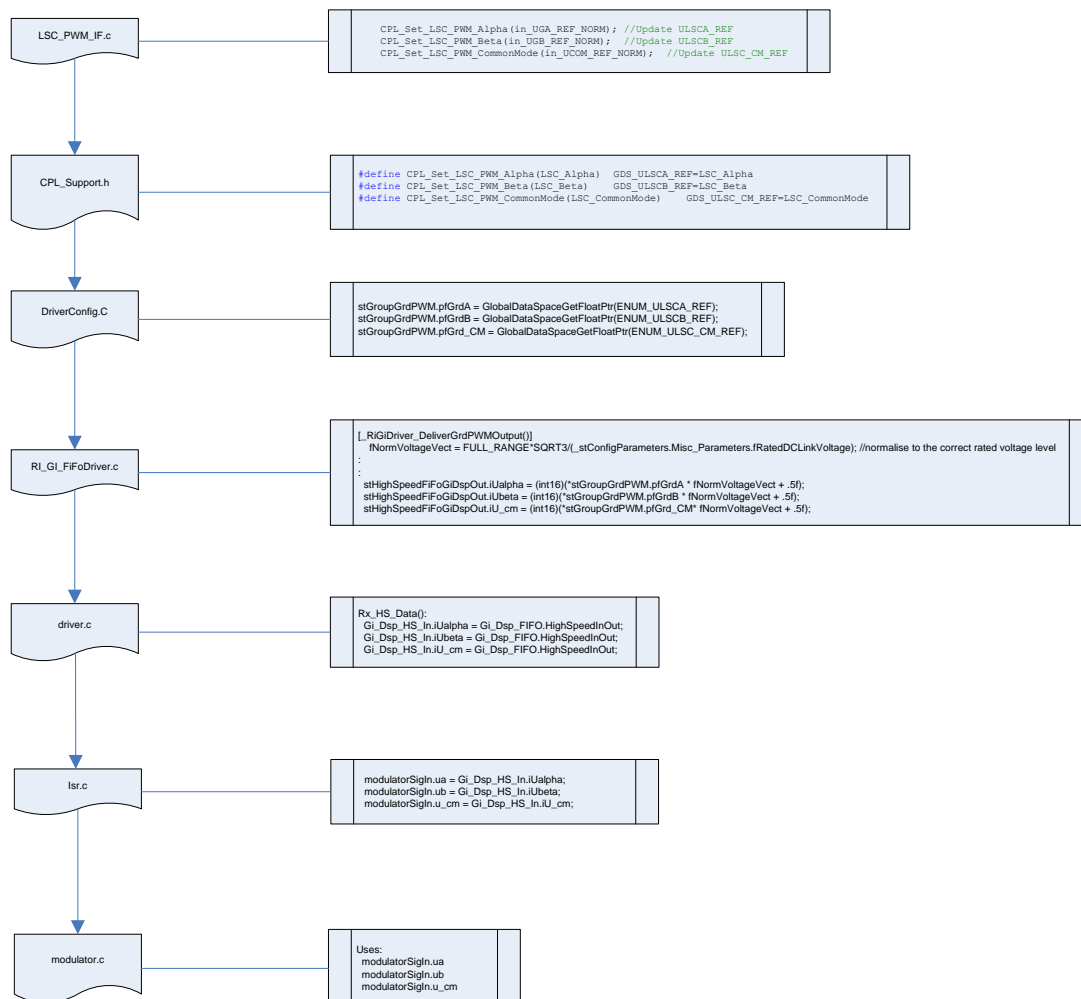 LSC_PWM_IF.c
CPL_Set_LSC_PWM_Alpha(in_UGA_REF_NORM); //Update ULSCA_REF
CPL_Set_LSC_PWM_Beta(in_UGB_REF_NORM); //Update ULSCB_REF
CPL_Set_LSC_PWM_CommonMode(in_UCOM_REF_NORM); //Update ULSC_CM_REF
CPL_Support.h
#define CPL_Set_LSC_PWM_Alpha(LSC_Alpha) GDS_ULSCA_REF=LSC_Alpha
#define CPL_Set_LSC_PWM_Beta(LSC_Beta) GDS_ULSCB_REF=LSC_Beta
#define CPL_Set_LSC_PWM_CommonMode(LSC_CommonMode) GDS_ULSC_CM_REF=LSC_CommonMode
DriverConfig.C
stGroupGrdPWM.pfGrdA = GlobalDataSpaceGetFloatPtr(ENUM_ULSCA_REF);
stGroupGrdPWM.pfGrdB = GlobalDataSpaceGetFloatPtr(ENUM_ULSCB_REF);
stGroupGrdPWM.pfGrd_CM = GlobalDataSpaceGetFloatPtr(ENUM_ULSC_CM_REF);
RI_GI_FiFoDriver.c
[_RiGiDriver_DeliverGrdPWMOutput()]
fNormVoltageVect = FULL_RANGE*SQRT3/(_stConfigParameters.Misc_Parameters.fRatedDCLinkVoltage); //normalise to the correct rated voltage level
:
:
stHighSpeedFiFoGiDspOut.iUalpha = (int16)(*stGroupGrdPWM.pfGrdA * fNormVoltageVect + .5f);
stHighSpeedFiFoGiDspOut.iUbeta = (int16)(*stGroupGrdPWM.pfGrdB * fNormVoltageVect + .5f);
stHighSpeedFiFoGiDspOut.iU_cm = (int16)(*stGroupGrdPWM.pfGrd_CM* fNormVoltageVect + .5f);
driver.c
Rx_HS_Data():
Gi_Dsp_HS_In.iUalpha = Gi_Dsp_FIFO.HighSpeedInOut;
Gi_Dsp_HS_In.iUbeta = Gi_Dsp_FIFO.HighSpeedInOut;
Gi_Dsp_HS_In.iU_cm = Gi_Dsp_FIFO.HighSpeedInOut;
Isr.c
modulatorSigIn.ua = Gi_Dsp_HS_In.iUalpha;
modulatorSigIn.ub = Gi_Dsp_HS_In.iUbeta;
modulatorSigIn.u_cm = Gi_Dsp_HS_In.iU_cm;
modulator.c
Uses:
modulatorSigIn.ua
modulatorSigIn.ub
modulatorSigIn.u_cm